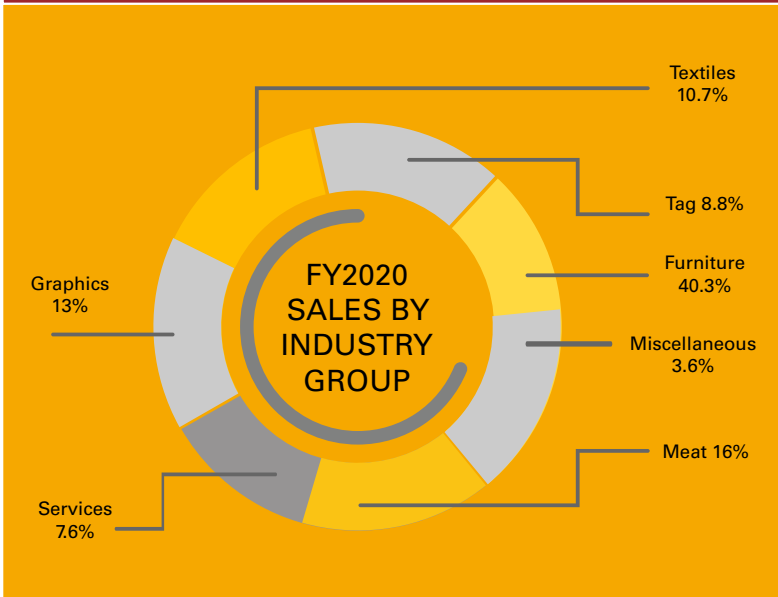 Textiles
10.7%
Tag 8.8%
Furniture
40.3%
Miscellaneous
3.6%
Meat 16%
Services
7.6%
Graphics
13%
FY2020
SALES BY
INDUSTRY
GROUP